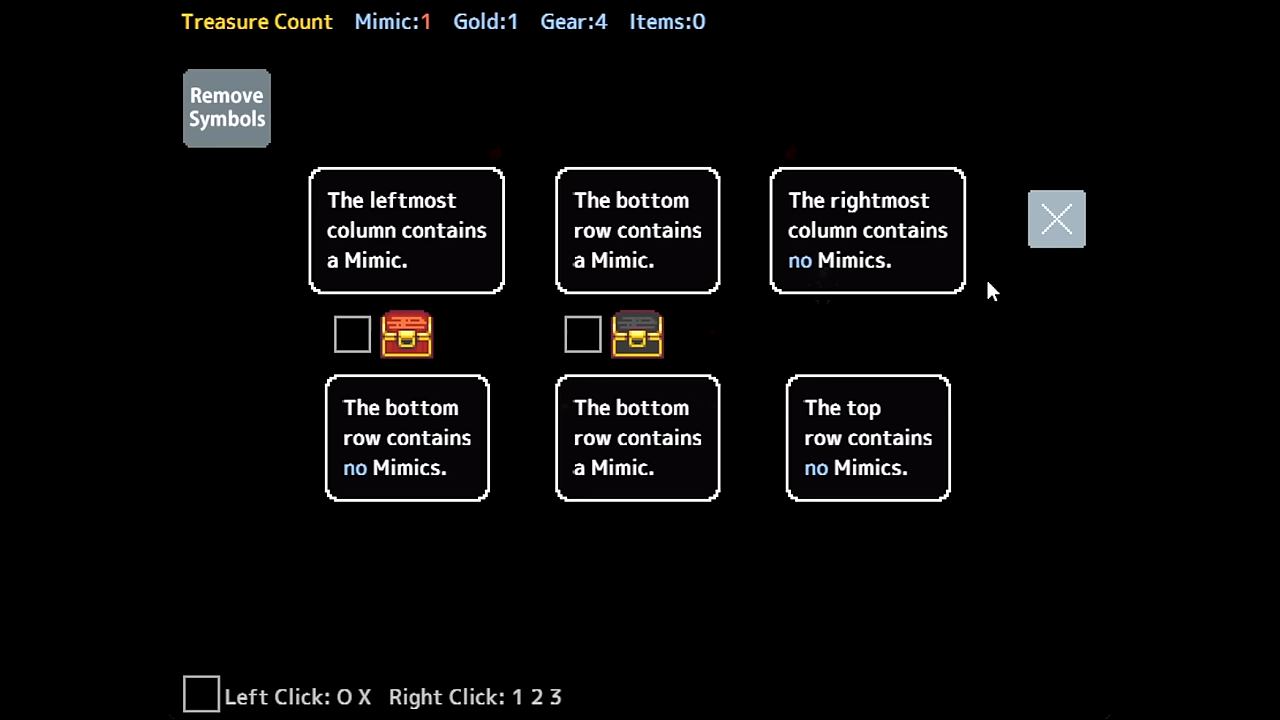 Treasure Count Mimic:1 Gold:1 Gear:4 Items:0
Remove
Symbols
The leftmost
column contains
a Mimic.
The bottom
row contains
a Mimic.
The rightmost
column contains
no Mimics.
The bottom
row contains
no Mimics.
The bottom
row contains
a Mimic.
The top
row contains
no Mimics.
Left Click: O X Right Click: 1 2 3